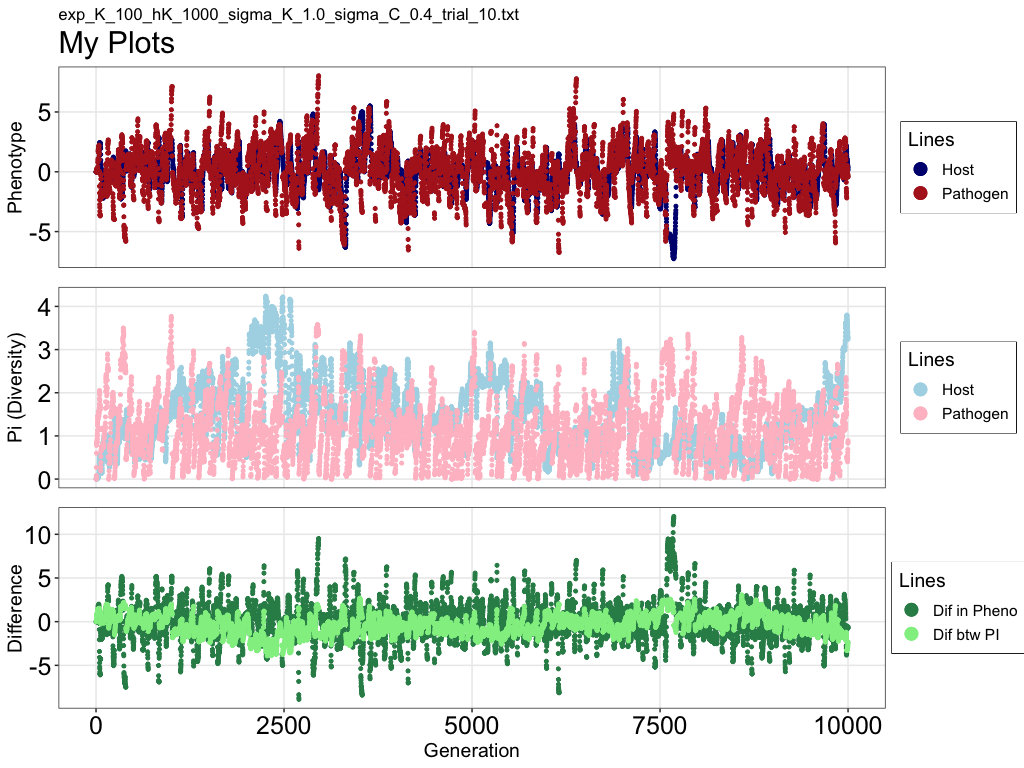 exp_K_100_hK_1000_sigma_K_1.0_sigma_C_0.4_trial_10.txt
My Plots
Phenotype
5
0
-5
Lines
Host
Pathogen
Pi (Diversity)
4
3
2
1
0
Lines
Host
Pathogen
Difference
10
5
0
-5
Lines
Dif in Pheno
Dif btw PI
0
2500
5000
7500
10000
Generation